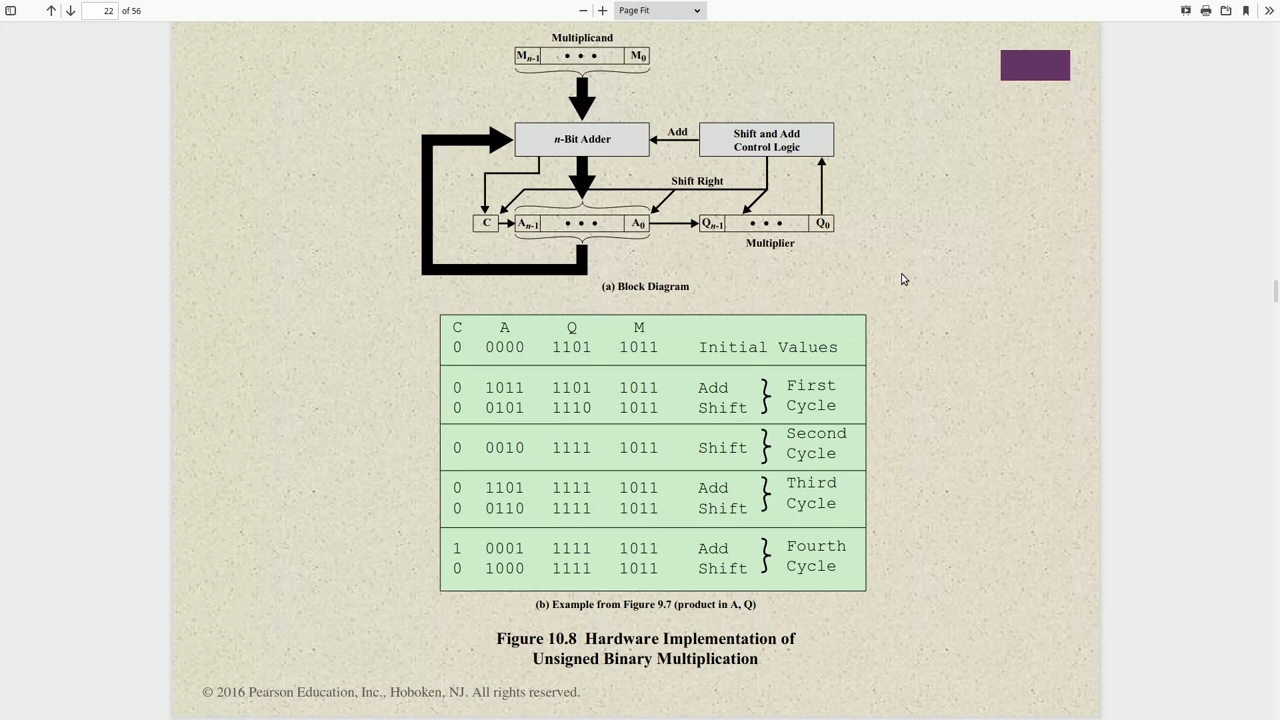 22 of 56
Page Fit
Multiplicand
Mn-1 • • • M0
n-Bit Adder
Add
Shift and Add
Control Logic
Shift Right
C
An-1 • • • A0
Qn-1 • • • Q0
Multiplier
(a) Block Diagram
C A Q M
0 0000 1101 1011 Initial Values
0 1011 1101 1011 Add First
0 0101 1110 1011 Shift Cycle
0 0010 1111 1011 Shift Second
Cycle
0 1101 1111 1011 Add Third
0 0110 1111 1011 Shift Cycle
1 0001 1111 1011 Add Fourth
0 1000 1111 1011 Shift Cycle
(b) Example from Figure 9.7 (product in A, Q)
Figure 10.8 Hardware Implementation of
Unsigned Binary Multiplication
© 2016 Pearson Education, Inc., Hoboken, NJ. All rights reserved.